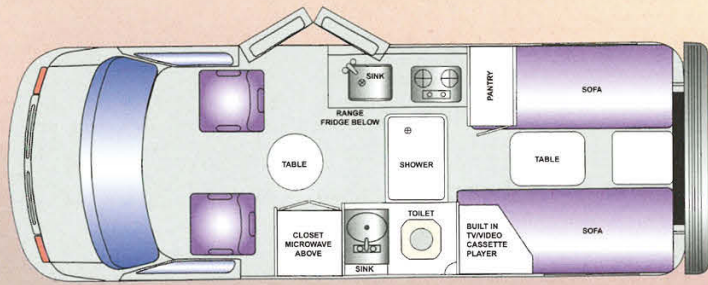 SINK
RANGE
FRIDGE BELOW
PANTRY
SOFA
TABLE
SHOWER
TABLE
CLOSET
MICROWAVE
ABOVE
SINK
TOILET
BUILT IN
TV/VIDEO
CASSETTE
PLAYER
SOFA